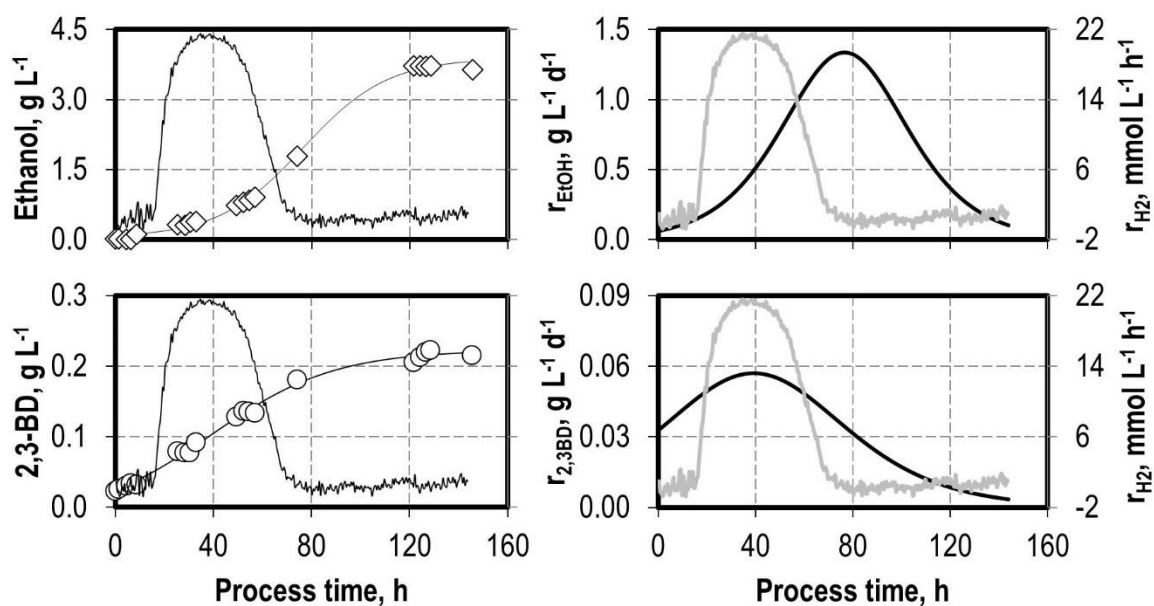 Ethanol, g L-1
4.5
3.0
1.5
0.0
rEtOH, g L-1 d-1
1.5
1.0
0.5
0.0
22
14
6
-2
rH2, mmol L-1 h-1
2,3-BD, g L-1
0.3
0.2
0.1
0.0
0 40 80 120 160
Process time, h
r2,3BD, g L-1 d-1
0.09
0.06
0.03
0.00
22
14
6
-2
rH2, mmol L-1 h-1
0 40 80 120 160
Process time, h